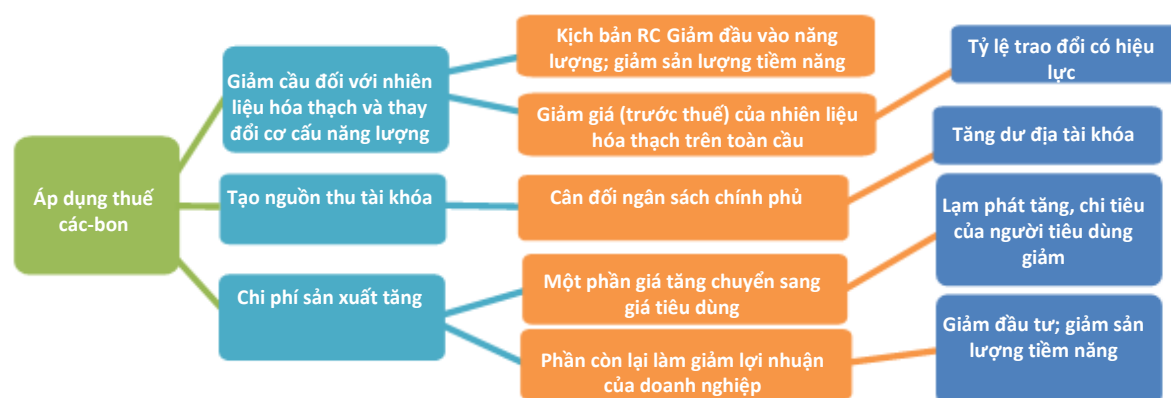 Áp dụng thuế
các-bon
Giảm cầu đối với nhiên
liệu hóa thạch và thay
đổi cơ cấu năng lượng
Tạo nguồn thu tài khóa
Chi phí sản xuất tăng
Kịch bản RC Giảm đầu vào năng
lượng; giảm sản lượng tiềm năng
Giảm giá (trước thuế) của nhiên liệu
hóa thạch trên toàn cầu
Cân đối ngân sách chính phủ
Một phần giá tăng chuyển sang
giá tiêu dùng
Phần còn lại làm giảm lợi nhuận
của doanh nghiệp
Tỷ lệ trao đổi có hiệu
lực
Tăng dư địa tài khóa
Lạm phát tăng, chi tiêu
của người tiêu dùng
giảm
Giảm đầu tư; giảm sản
lượng tiềm năng